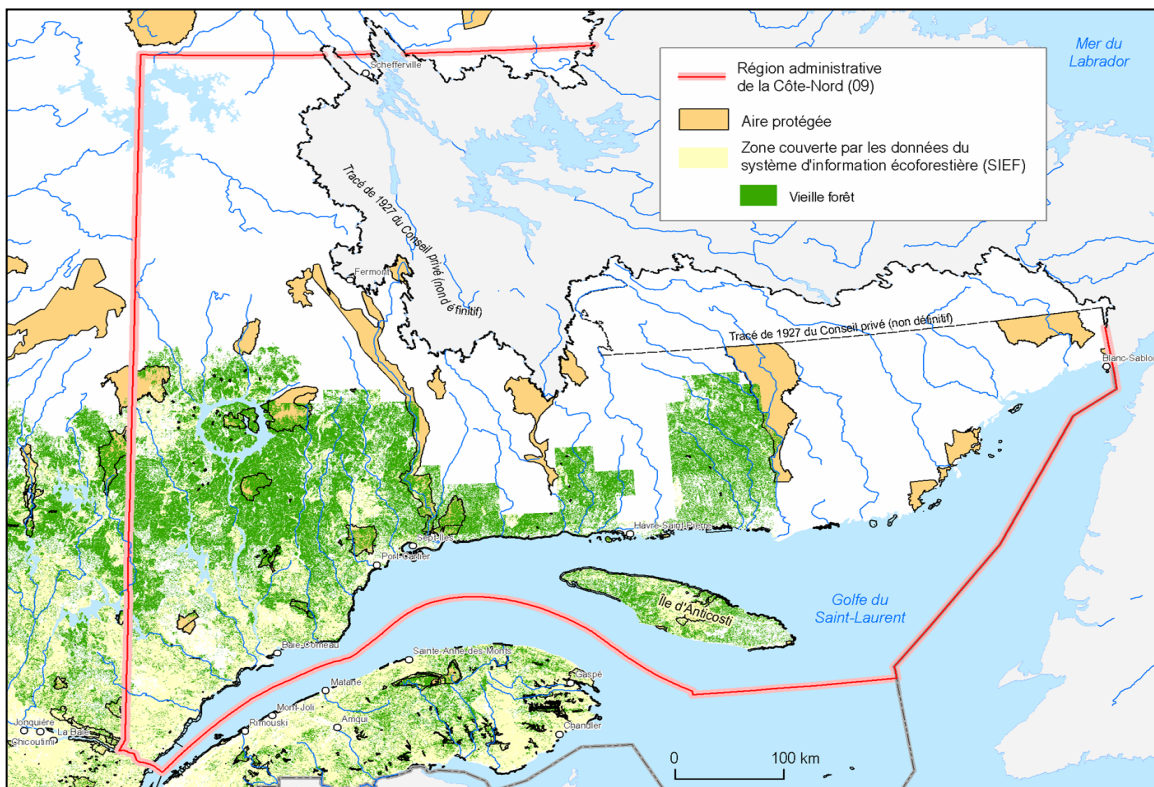 Mer du
Labrador
Schefferville
Région administrative
de la Côte-Nord (09)
Aire protégée
Zone couverte par les données du
système d'information écoforestière (SIEF)
Vieille forêt
Tracé de 1927 du Conseil privé (non définitif)
Fermont
Tracé de 1927 du Conseil privé (non définitif)
Blanc-Sablon
Havre-Saint-Pierre
Sept-Îles
Port-Cartier
Île d'Anticosti
Golfe du
Saint-Laurent
Baie-Comeau
Sainte-Anne-des-Monts
Gaspé
Matane
Mont-Joli
Rimouski
Amqui
Chandler
Jonquière
La Baie
Chicoutimi
0 100 km